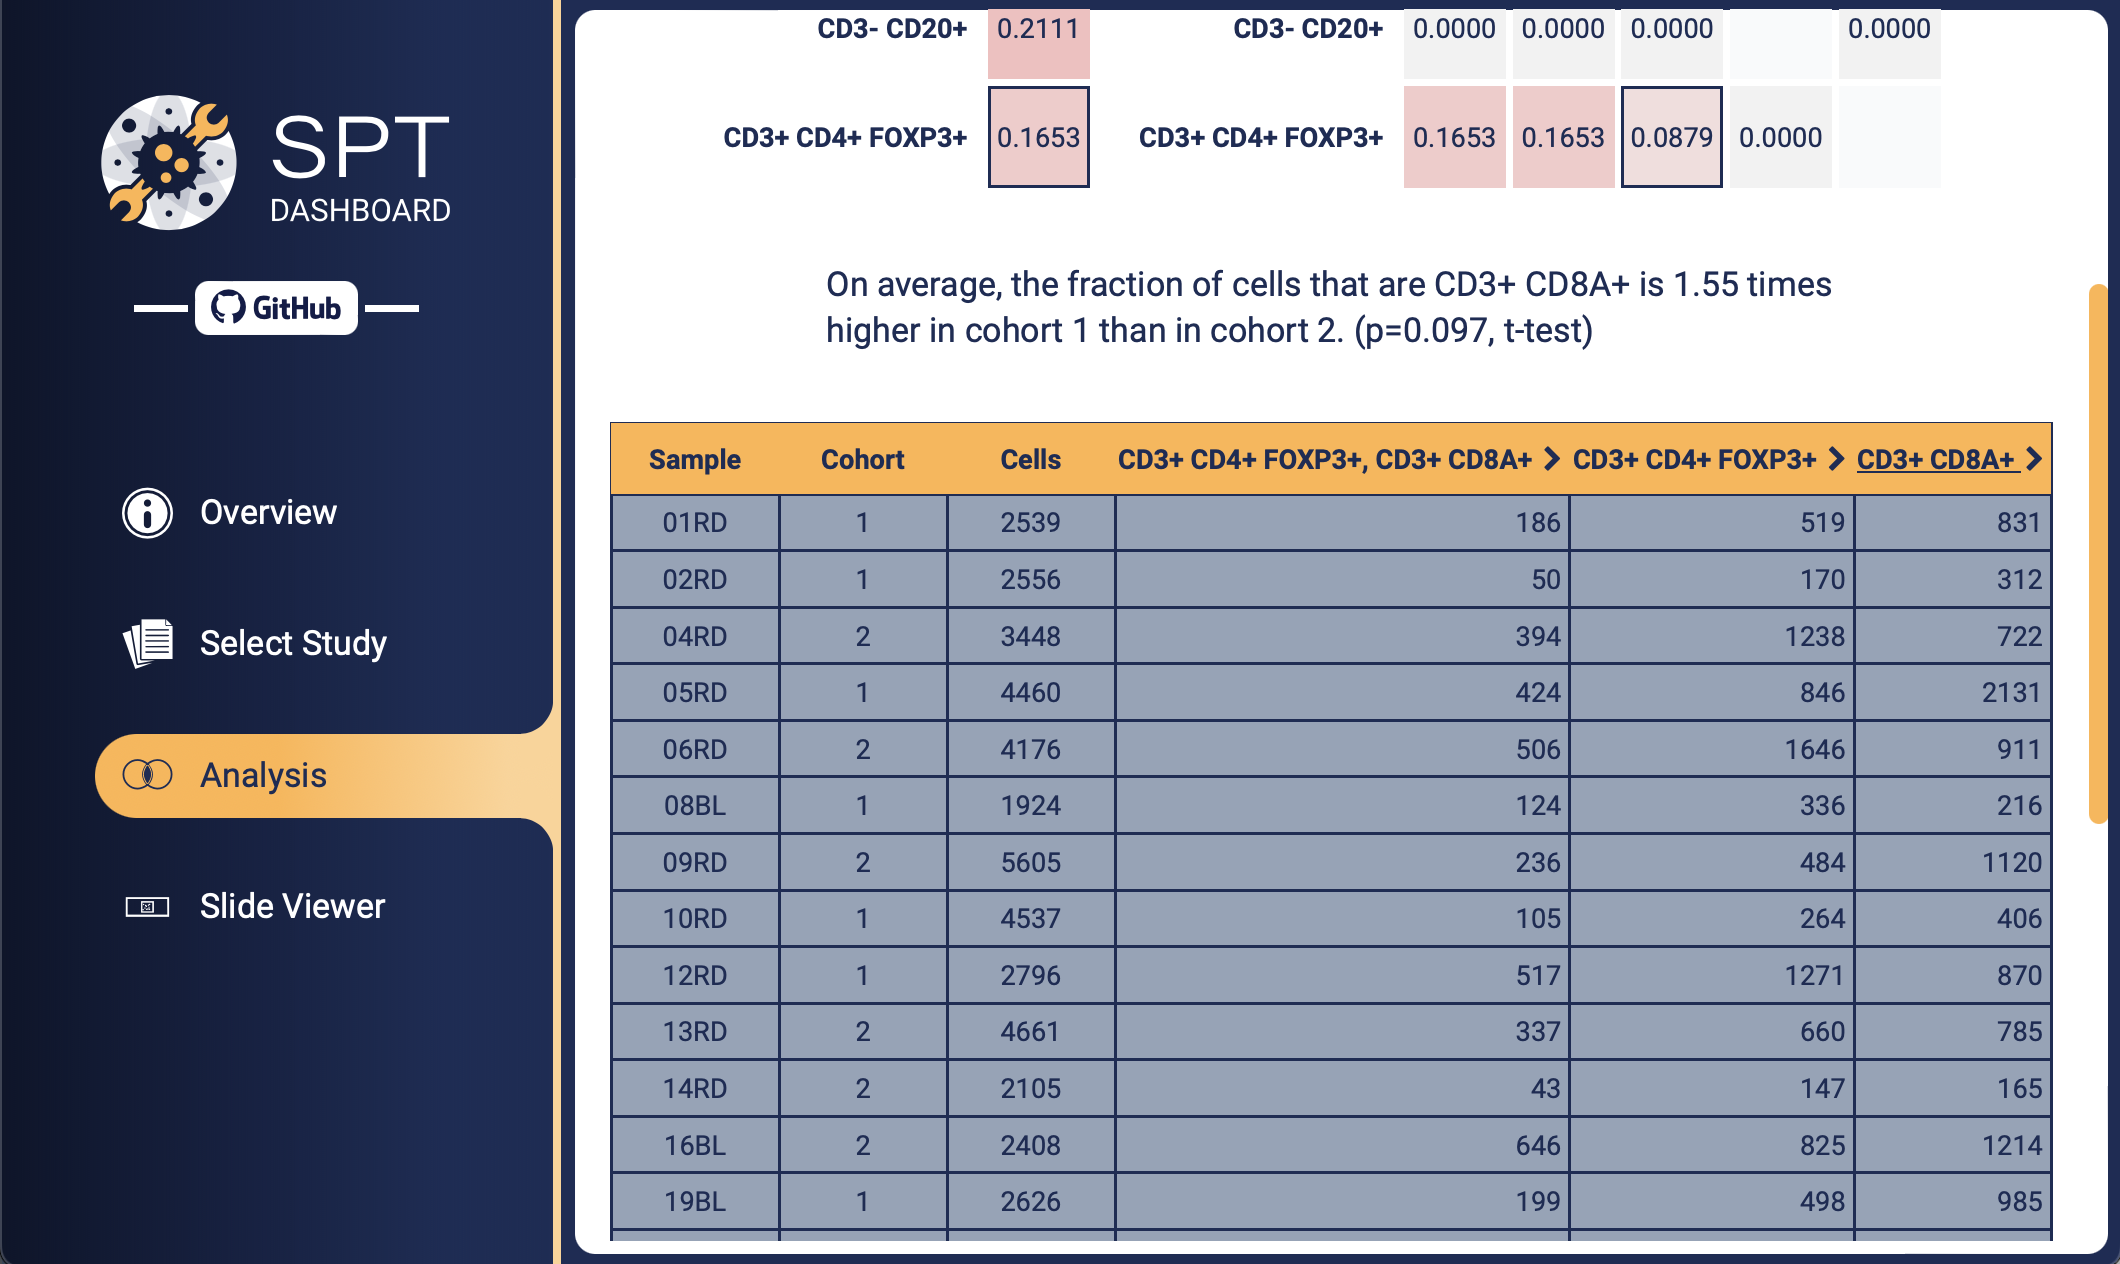 SPT
DASHBOARD
GitHub
Overview
Select Study
Analysis
Slide Viewer
CD3- CD20+ 0.2111 CD3- CD20+ 0.0000 0.0000 0.0000 0.0000
CD3+ CD4+ FOXP3+ 0.1653 CD3+ CD4+ FOXP3+ 0.1653 0.1653 0.0879 0.0000
On average, the fraction of cells that are CD3+ CD8A+ is 1.55 times
higher in cohort 1 than in cohort 2. (p=0.097, t-test)
Sample Cohort Cells CD3+ CD4+ FOXP3+, CD3+ CD8A+ CD3+ CD4+ FOXP3+ CD3+ CD8A+
01RD 1 2539 186 519 831
02RD 1 2556 50 170 312
04RD 2 3448 394 1238 722
05RD 1 4460 424 846 2131
06RD 2 4176 506 1646 911
08BL 1 1924 124 336 216
09RD 2 5605 236 484 1120
10RD 1 4537 105 264 406
12RD 1 2796 517 1271 870
13RD 2 4661 337 660 785
14RD 2 2105 43 147 165
16BL 2 2408 646 825 1214
19BL 1 2626 199 498 985